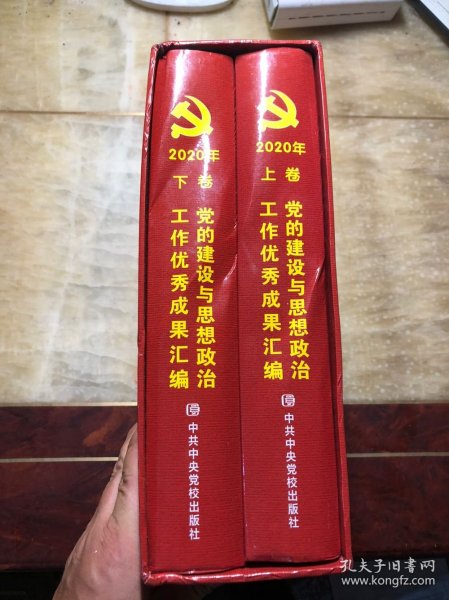 2020年
下卷
党的建设与思想政治
工作优秀成果汇编
中共中央党校出版社
2020年
上卷
党的建设与思想政治
工作优秀成果汇编
中共中央党校出版社
孔夫子旧书网
www.kongfz.com